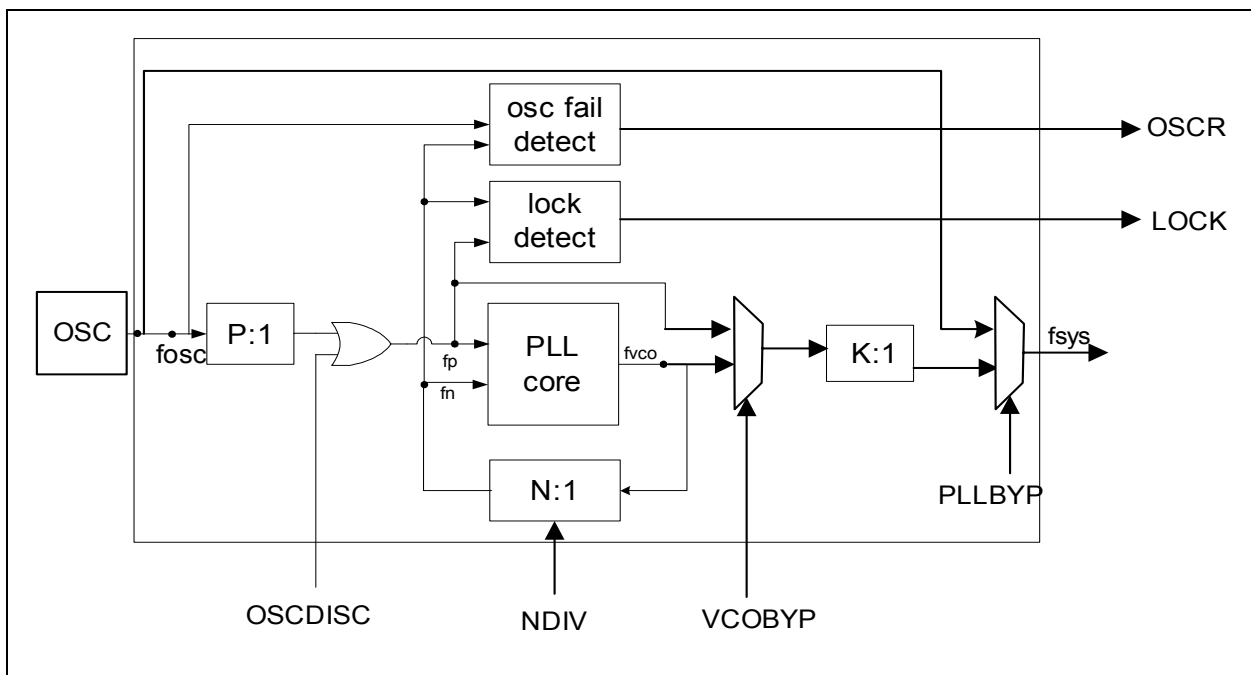 osc fail
detect
OSCR
lock
detect
LOCK
OSC
fosc
P:1
fp
fn
PLL
core
fvco
K:1
fsys
N:1
PLLBYP
OSCDISC
NDIV
VCOBYP